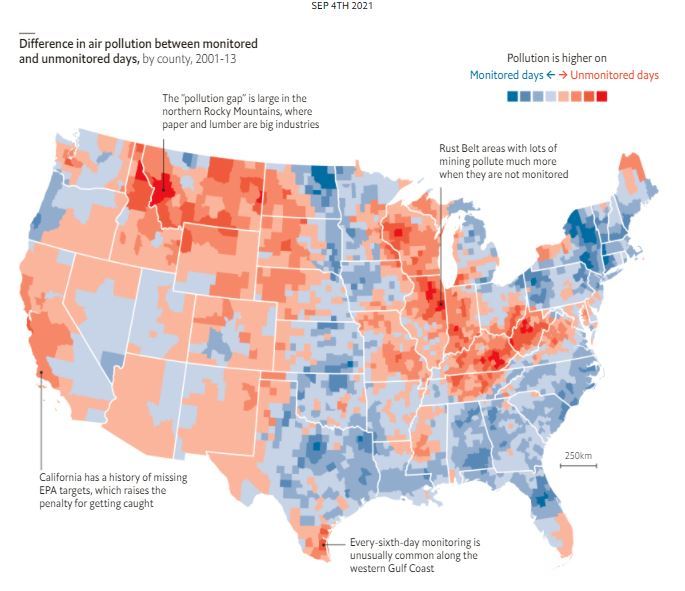 SEP 4TH 2021
Difference in air pollution between monitored
and unmonitored days, by county, 2001-13
Pollution is higher on
Monitored days ← → Unmonitored days
The "pollution gap" is large in the
northern Rocky Mountains, where
paper and lumber are big industries
Rust Belt areas with lots of
mining pollute much more
when they are not monitored
250km
California has a history of missing
EPA targets, which raises the
penalty for getting caught
Every-sixth-day monitoring is
unusually common along the
western Gulf Coast